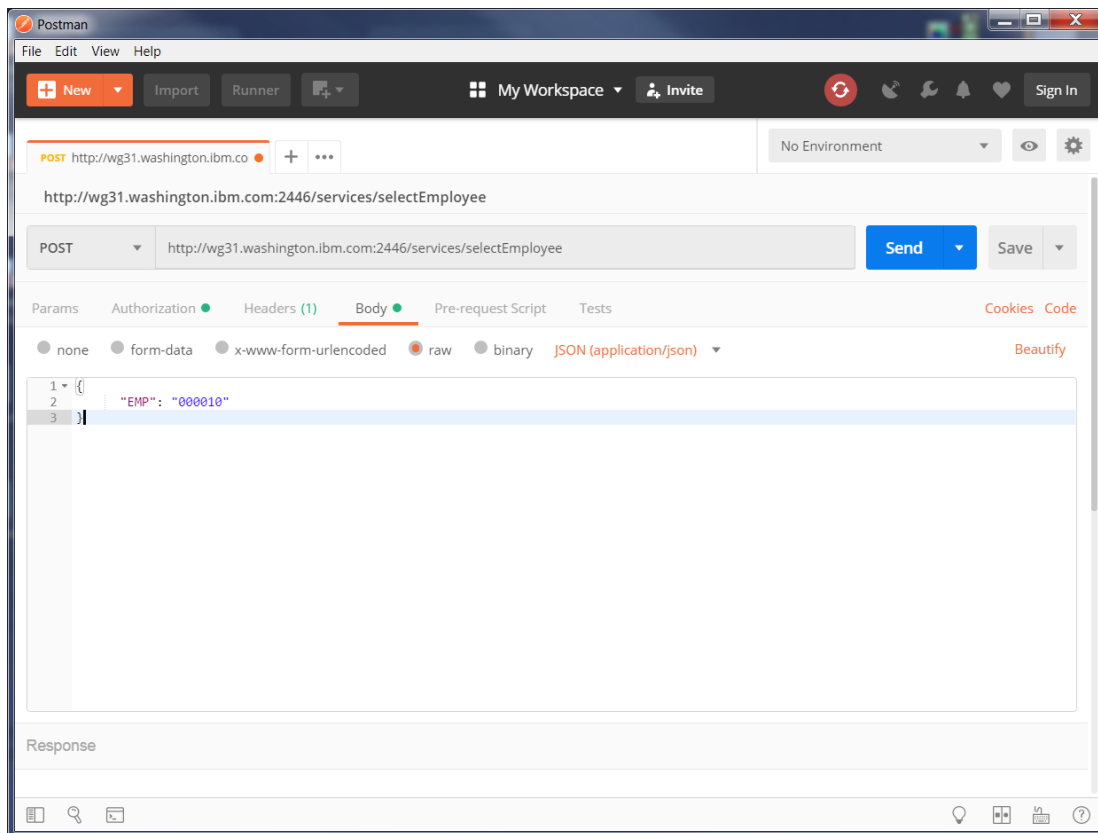 Postman
File Edit View Help
New Import Runner My Workspace Invite Sign In
POST http://wg31.washington.ibm.co No Environment
http://wg31.washington.ibm.com:2446/services/selectEmployee
POST http://wg31.washington.ibm.com:2446/services/selectEmployee Send Save
Params Authorization Headers (1) Body Pre-request Script Tests Cookies Code
none form-data x-www-form-urlencoded raw binary JSON (application/json) Beautify
1 {
2 "EMP": "000010"
3 }
Response